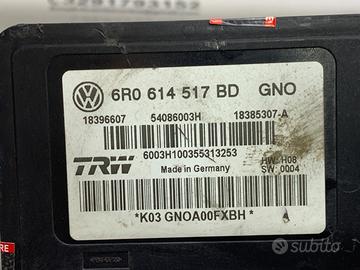 6R0 614 517 BD GNO
18396607 54086003H 18385307-A
6003H100355313253
TRW Made in Germany HW: H08
SW: 0004
*K03 GNOA00FXBH * A
subito